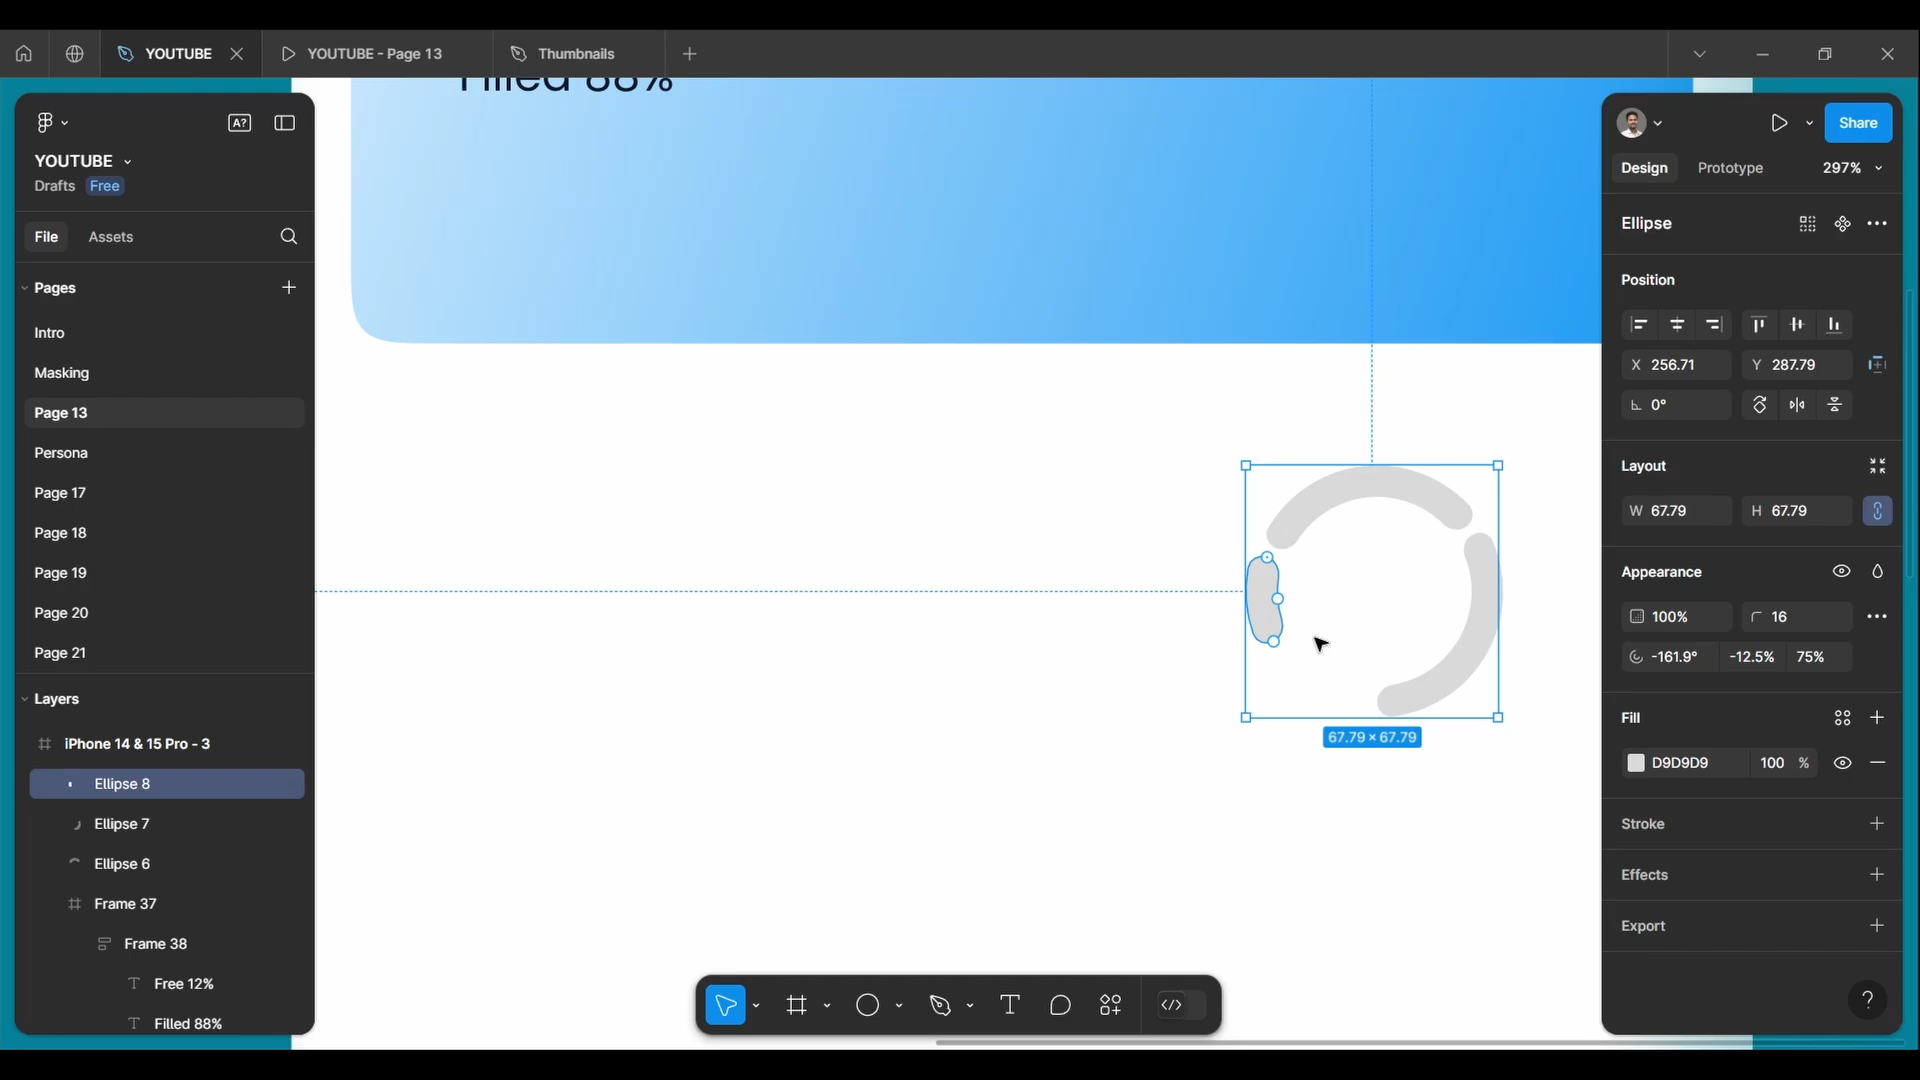 YOUTUBE
YOUTUBE - Page 13
Thumbnails
Filled 88%
A?
YOUTUBE
Drafts Free
File Assets
Pages
Intro
Masking
Page 13
Persona
Page 17
Page 18
Page 19
Page 20
Page 21
Layers
iPhone 14 & 15 Pro - 3
Ellipse 8
Ellipse 7
Ellipse 6
Frame 37
Frame 38
Free 12%
Filled 88%
67.79 × 67.79
Share
Design Prototype 297%
Ellipse
Position
X 256.71 Y 287.79
0°
Layout
W 67.79 H 67.79
Appearance
100% 16
-161.9° -12.5% 75%
Fill
D9D9D9 100 %
Stroke
Effects
Export
?